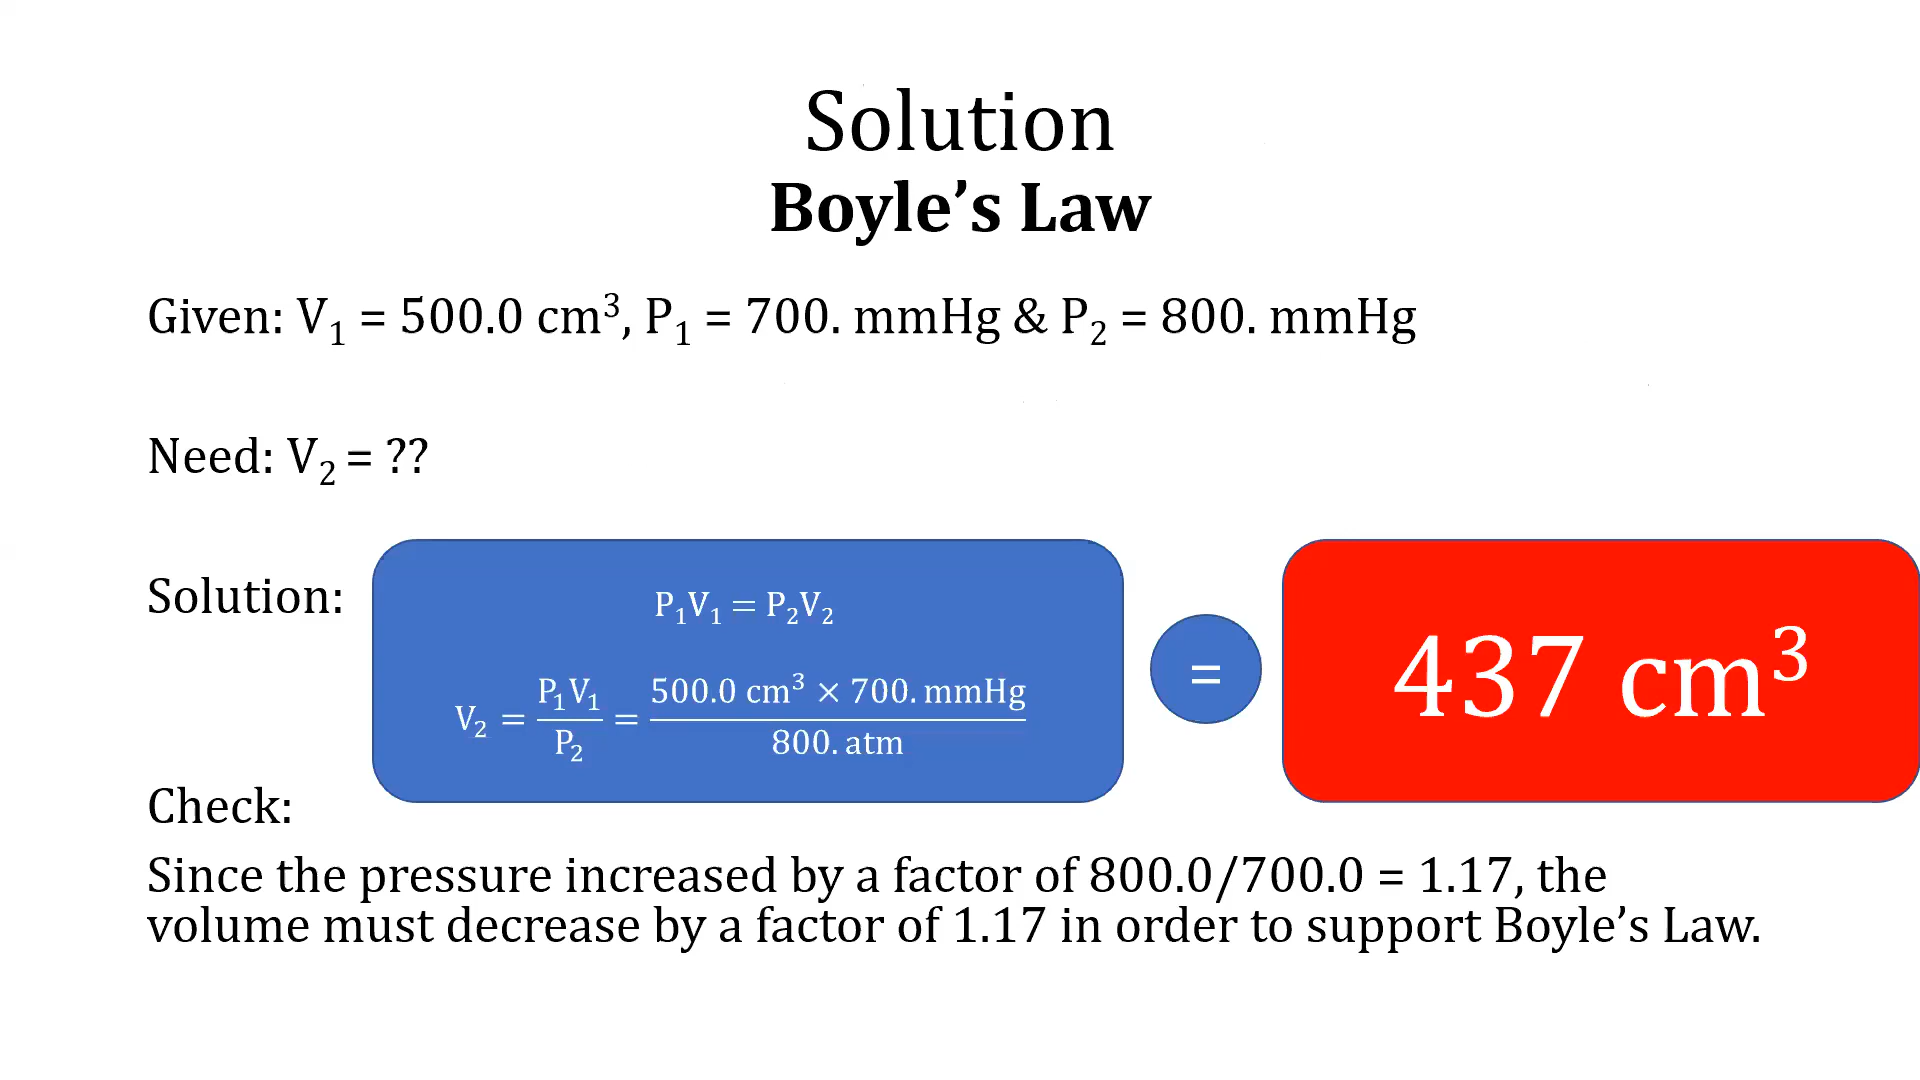 Solution
Boyle’s Law
Given: V₁ = 500.0 cm³, P₁ = 700. mmHg & P₂ = 800. mmHg
Need: V₂ = ??
Solution:
P₁V₁ = P₂V₂
V₂ = P₁V₁/P₂ = 500.0 cm³ × 700. mmHg/800. atm
=
437 cm³
Check:
Since the pressure increased by a factor of 800.0/700.0 = 1.17, the
volume must decrease by a factor of 1.17 in order to support Boyle’s Law.